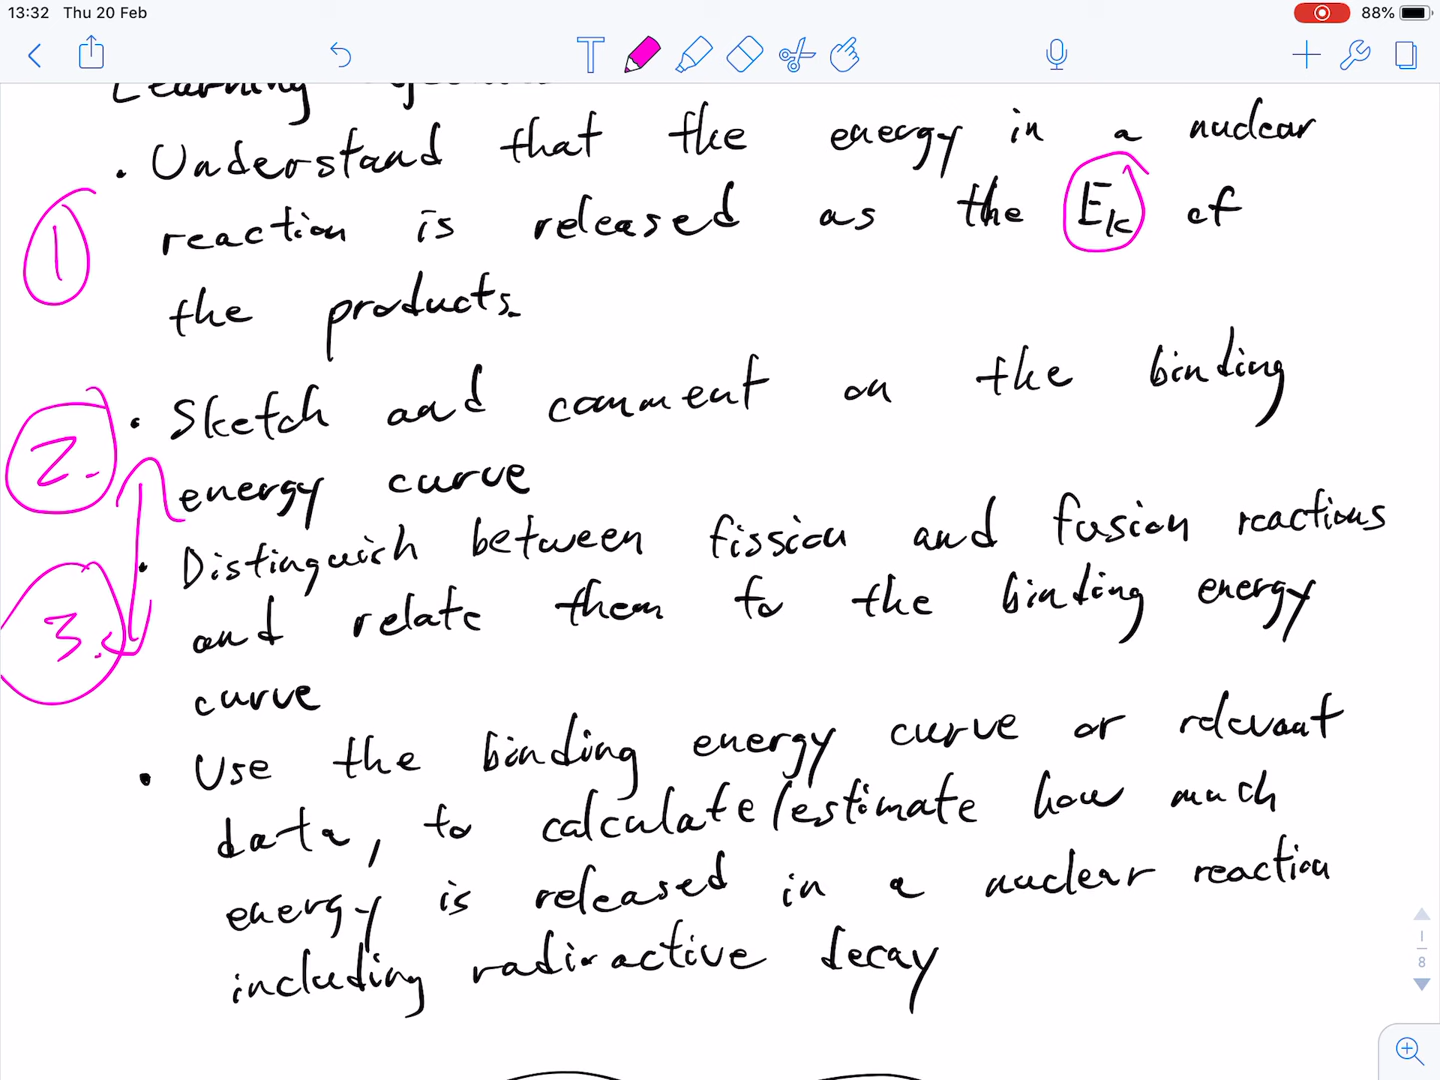 13:32 Thu 20 Feb 88%
T
Learning
• Understand that the energy in a nuclear
1 reaction is released as the Ek of
the products.
2. • Sketch and comment on the binding
energy curve
• Distinguish between fission and fusion reactions
3. and relate them to the binding energy
curve
• Use the binding energy curve or relevant
data, to calculate/estimate how much
energy is released in a nuclear reaction
including radioactive decay
1
8